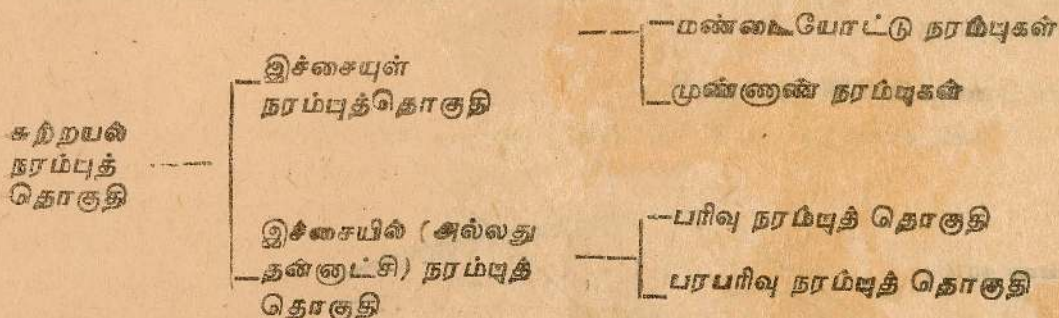 சுற்றயல்
நரம்புத்
தொகுதி
இச்சையுள்
நரம்புத்தொகுதி
மண்டையோட்டு நரம்புகள்
முண்ணாண் நரம்புகள்
இச்சையில் (அல்லது
தன்னாட்சி) நரம்புத்
தொகுதி
பரிவு நரம்புத் தொகுதி
பரபரிவு நரம்புத் தொகுதி